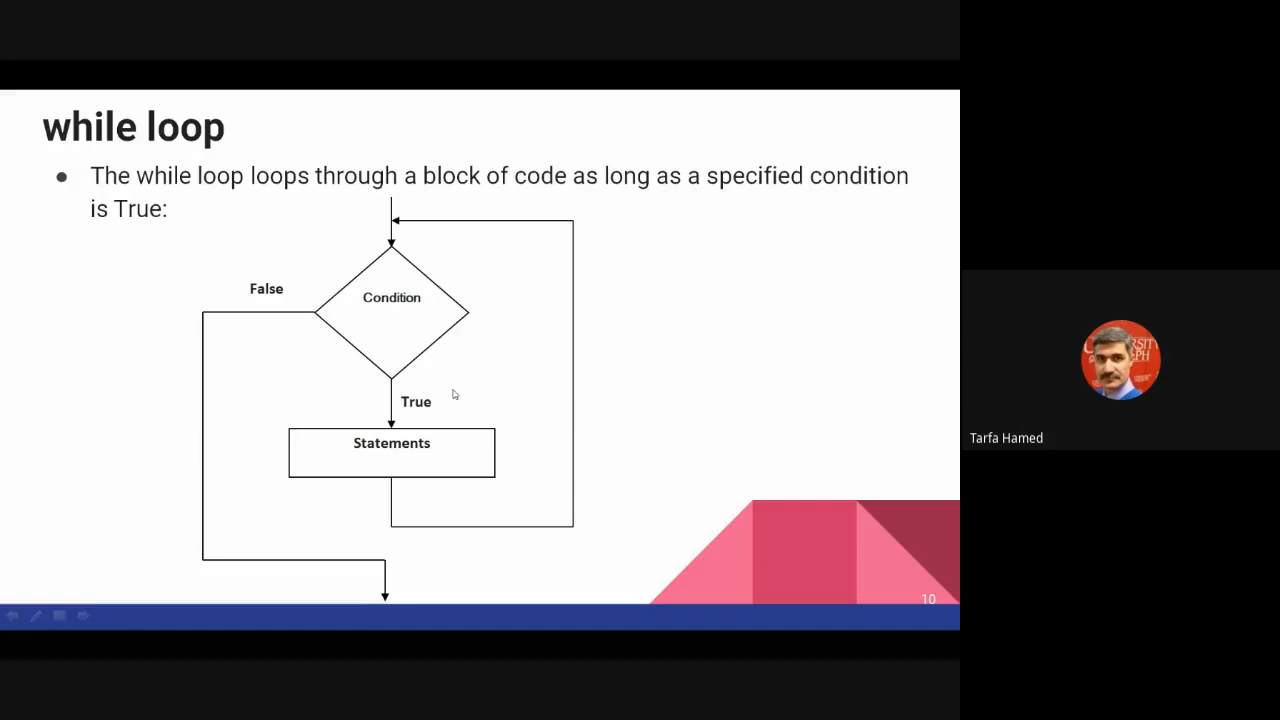 while loop
● The while loop loops through a block of code as long as a specified condition
is True:
False
Condition
True
Statements
10
Tarfa Hamed